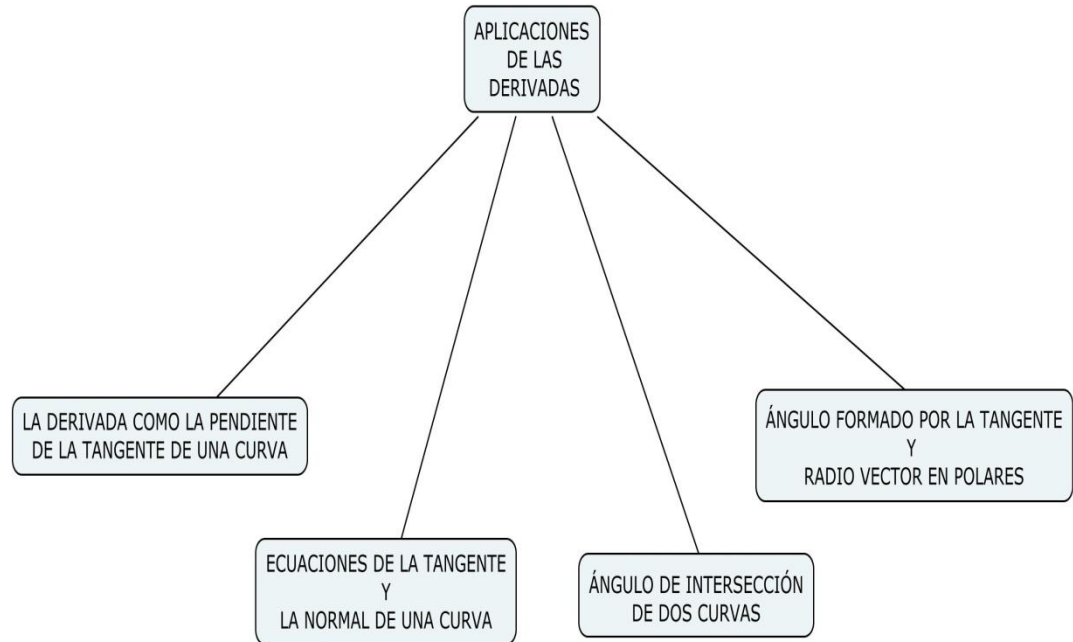 APLICACIONES
DE LAS
DERIVADAS
LA DERIVADA COMO LA PENDIENTE
DE LA TANGENTE DE UNA CURVA
ECUACIONES DE LA TANGENTE
Y
LA NORMAL DE UNA CURVA
ÁNGULO DE INTERSECCIÓN
DE DOS CURVAS
ÁNGULO FORMADO POR LA TANGENTE
Y
RADIO VECTOR EN POLARES